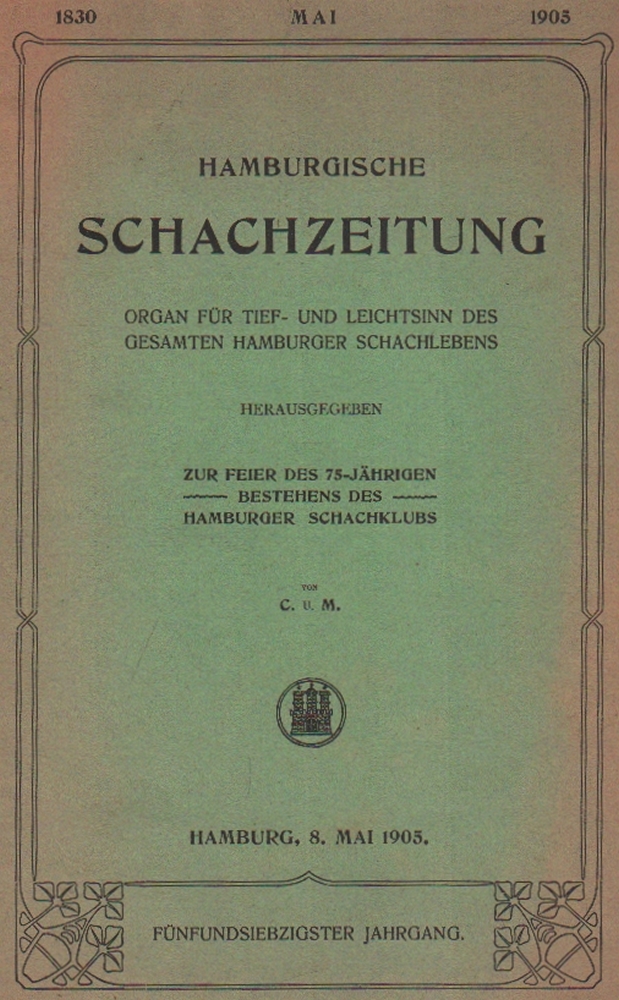 1830 MAI 1905
HAMBURGISCHE
SCHACHZEITUNG
ORGAN FÜR TIEF- UND LEICHTSINN DES
GESAMTEN HAMBURGER SCHACHLEBENS
HERAUSGEGEBEN
ZUR FEIER DES 75-JÄHRIGEN
BESTEHENS DES
HAMBURGER SCHACHKLUBS
VON
C. U. M.
HAMBURG, 8. MAI 1905.
FÜNFUNDSIEBZIGSTER JAHRGANG.